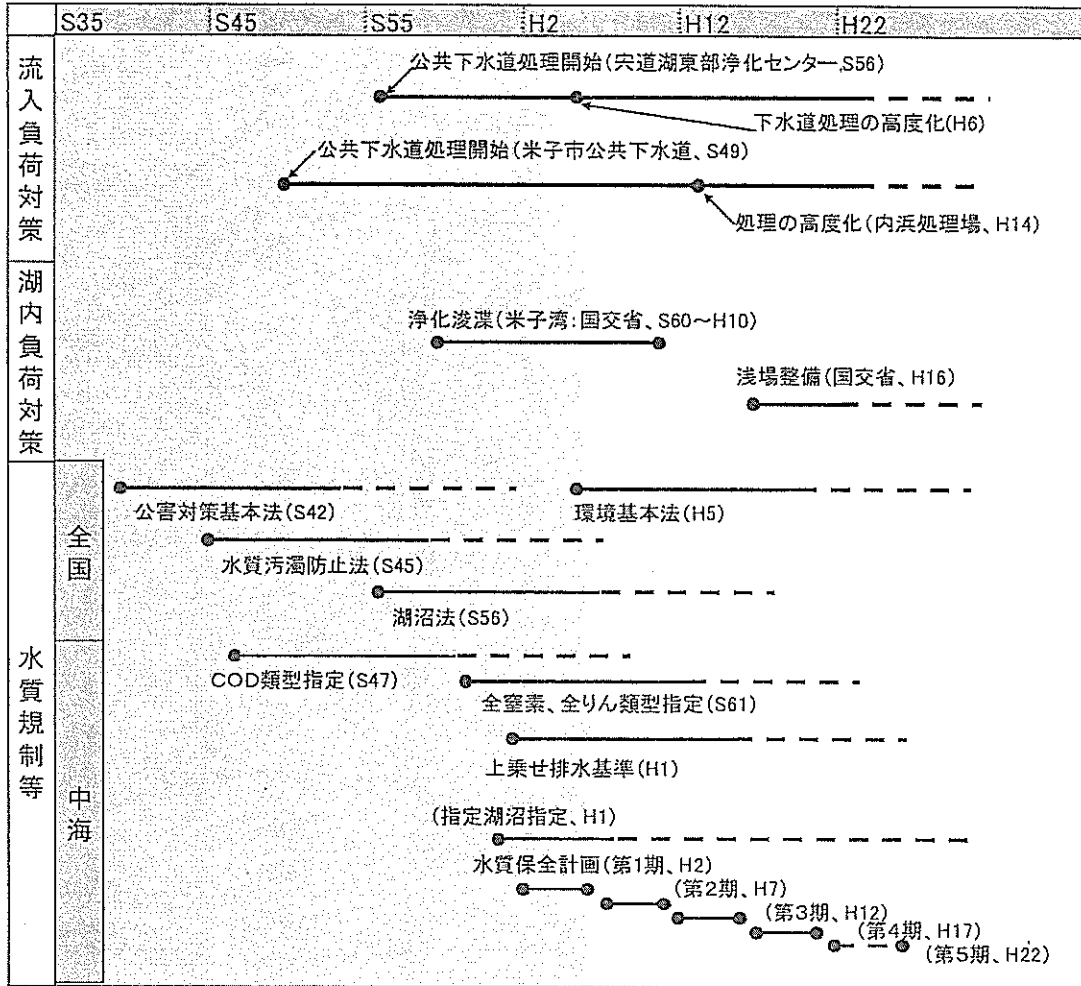 S35 S45 S55 H2 H12 H22
流入負荷対策
公共下水道処理開始(宍道湖東部浄化センター,S56)
下水道処理の高度化(H6)
公共下水道処理開始(米子市公共下水道、S49)
処理の高度化(内浜処理場、H14)
湖内負荷対策
浄化浚渫(米子湾:国交省、S60～H10)
浅場整備(国交省、H16)
水質規制等
全国
公害対策基本法(S42)
環境基本法(H5)
水質汚濁防止法(S45)
湖沼法(S56)
中海
COD類型指定(S47)
全窒素、全りん類型指定(S61)
上乗せ排水基準(H1)
(指定湖沼指定、H1)
水質保全計画(第1期、H2)
(第2期、H7)
(第3期、H12)
(第4期、H17)
(第5期、H22)